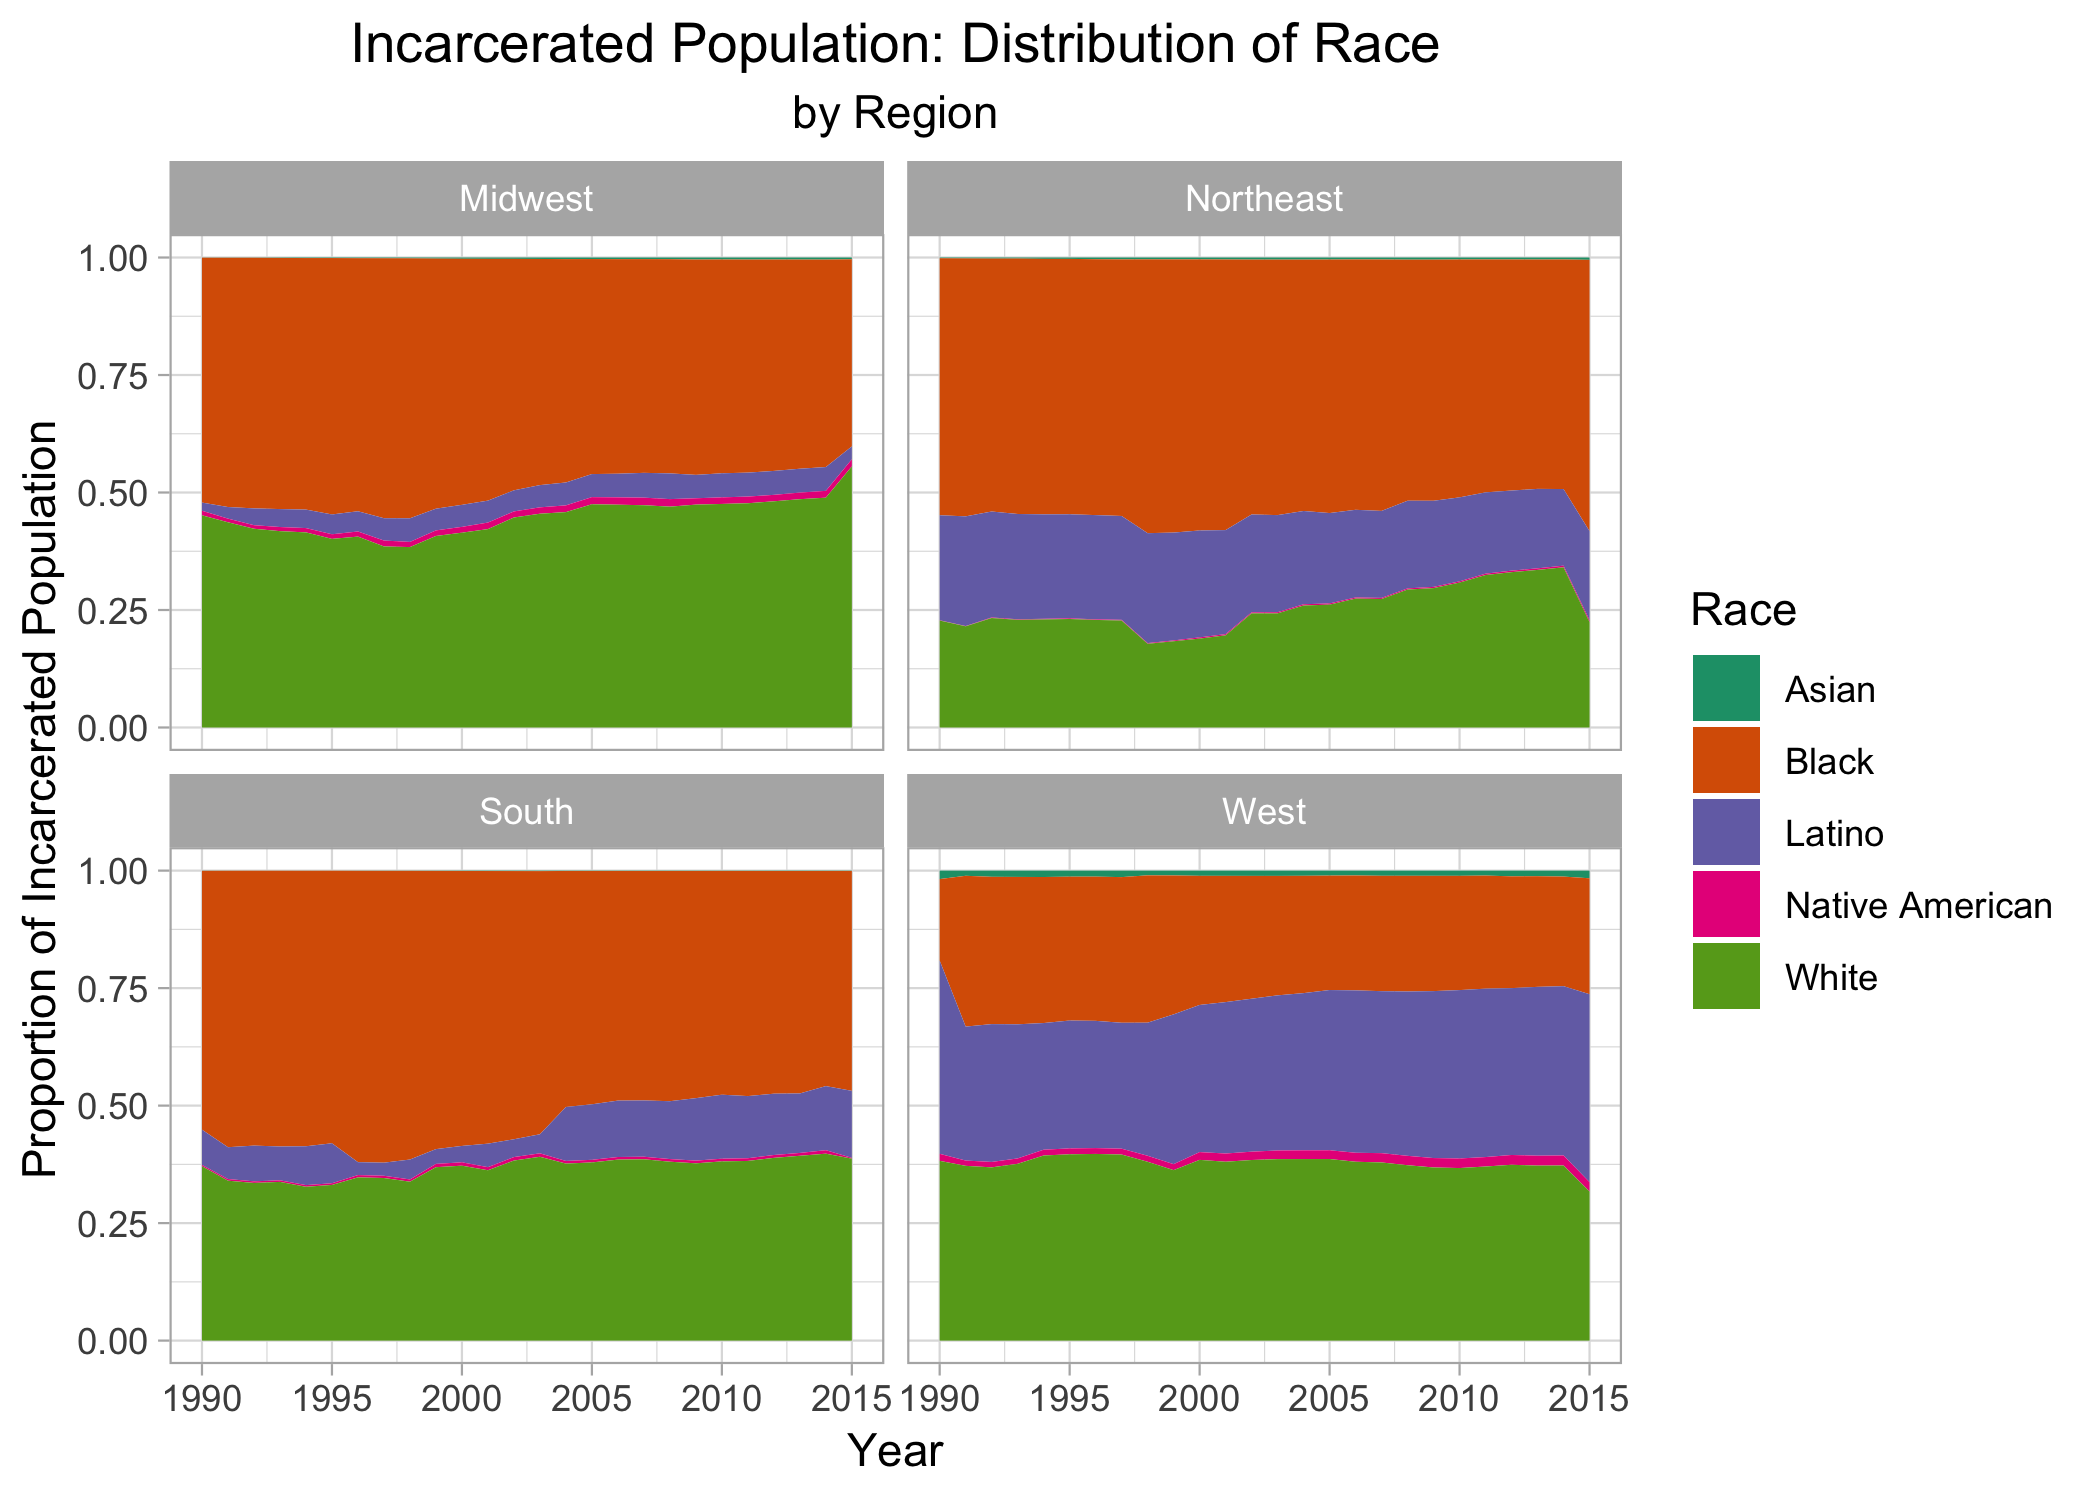 Incarcerated Population: Distribution of Race
by Region
Midwest
Northeast
1.00
0.75
0.50
0.25
0.00
South
West
1.00
0.75
0.50
0.25
0.00
1990 1995 2000 2005 2010 2015 1990 1995 2000 2005 2010 2015
Year
Proportion of Incarcerated Population
Race
Asian
Black
Latino
Native American
White